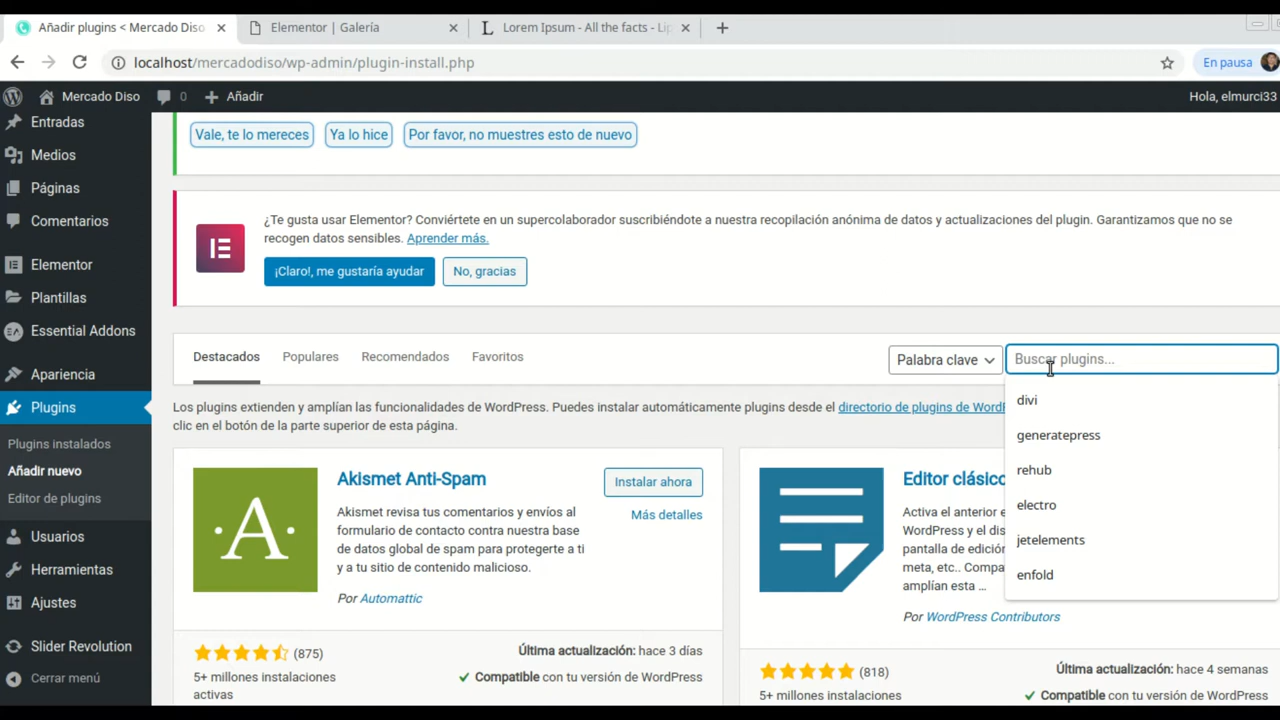 Añadir plugins < Mercado Diso
Elementor | Galería
Lorem Ipsum - All the facts - Lip
localhost/mercadodiso/wp-admin/plugin-install.php
En pausa
Mercado Diso
0
Añadir
Hola, elmurci33
Entradas
Medios
Páginas
Comentarios
Elementor
Plantillas
Essential Addons
Apariencia
Plugins
Plugins instalados
Añadir nuevo
Editor de plugins
Usuarios
Herramientas
Ajustes
Slider Revolution
Cerrar menú
Vale, te lo mereces
Ya lo hice
Por favor, no muestres esto de nuevo
¿Te gusta usar Elementor? Conviértete en un supercolaborador suscribiéndote a nuestra recopilación anónima de datos y actualizaciones del plugin. Garantizamos que no se
recogen datos sensibles. Aprender más.
¡Claro!, me gustaría ayudar
No, gracias
Destacados
Populares
Recomendados
Favoritos
Palabra clave
Buscar plugins...
divi
generatepress
rehub
electro
jetelements
enfold
Los plugins extienden y amplían las funcionalidades de WordPress. Puedes instalar automáticamente plugins desde el directorio de plugins de WordP
clic en el botón de la parte superior de esta página.
A
Akismet Anti-Spam
Instalar ahora
Más detalles
Akismet revisa tus comentarios y envíos al
formulario de contacto contra nuestra base
de datos global de spam para protegerte a ti
y a tu sitio de contenido malicioso.
Por Automattic
(875)
5+ millones instalaciones
activas
Última actualización: hace 3 días
Compatible con tu versión de WordPress
Editor clásico
Activa el anterior e
WordPress y el dis
pantalla de edición
meta, etc.. Compa
amplían esta ...
Por WordPress Contributors
(818)
5+ millones instalaciones
Última actualización: hace 4 semanas
Compatible con tu versión de WordPress